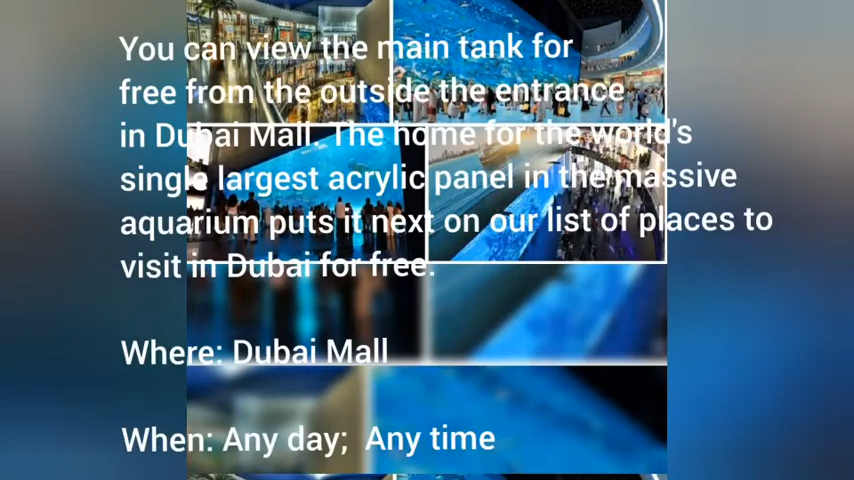 You can view the main tank for
free from the outside the entrance
in Dubai Mall. The home for the world's
single largest acrylic panel in the massive
aquarium puts it next on our list of places to
visit in Dubai for free.
Where: Dubai Mall
When: Any day;  Any time